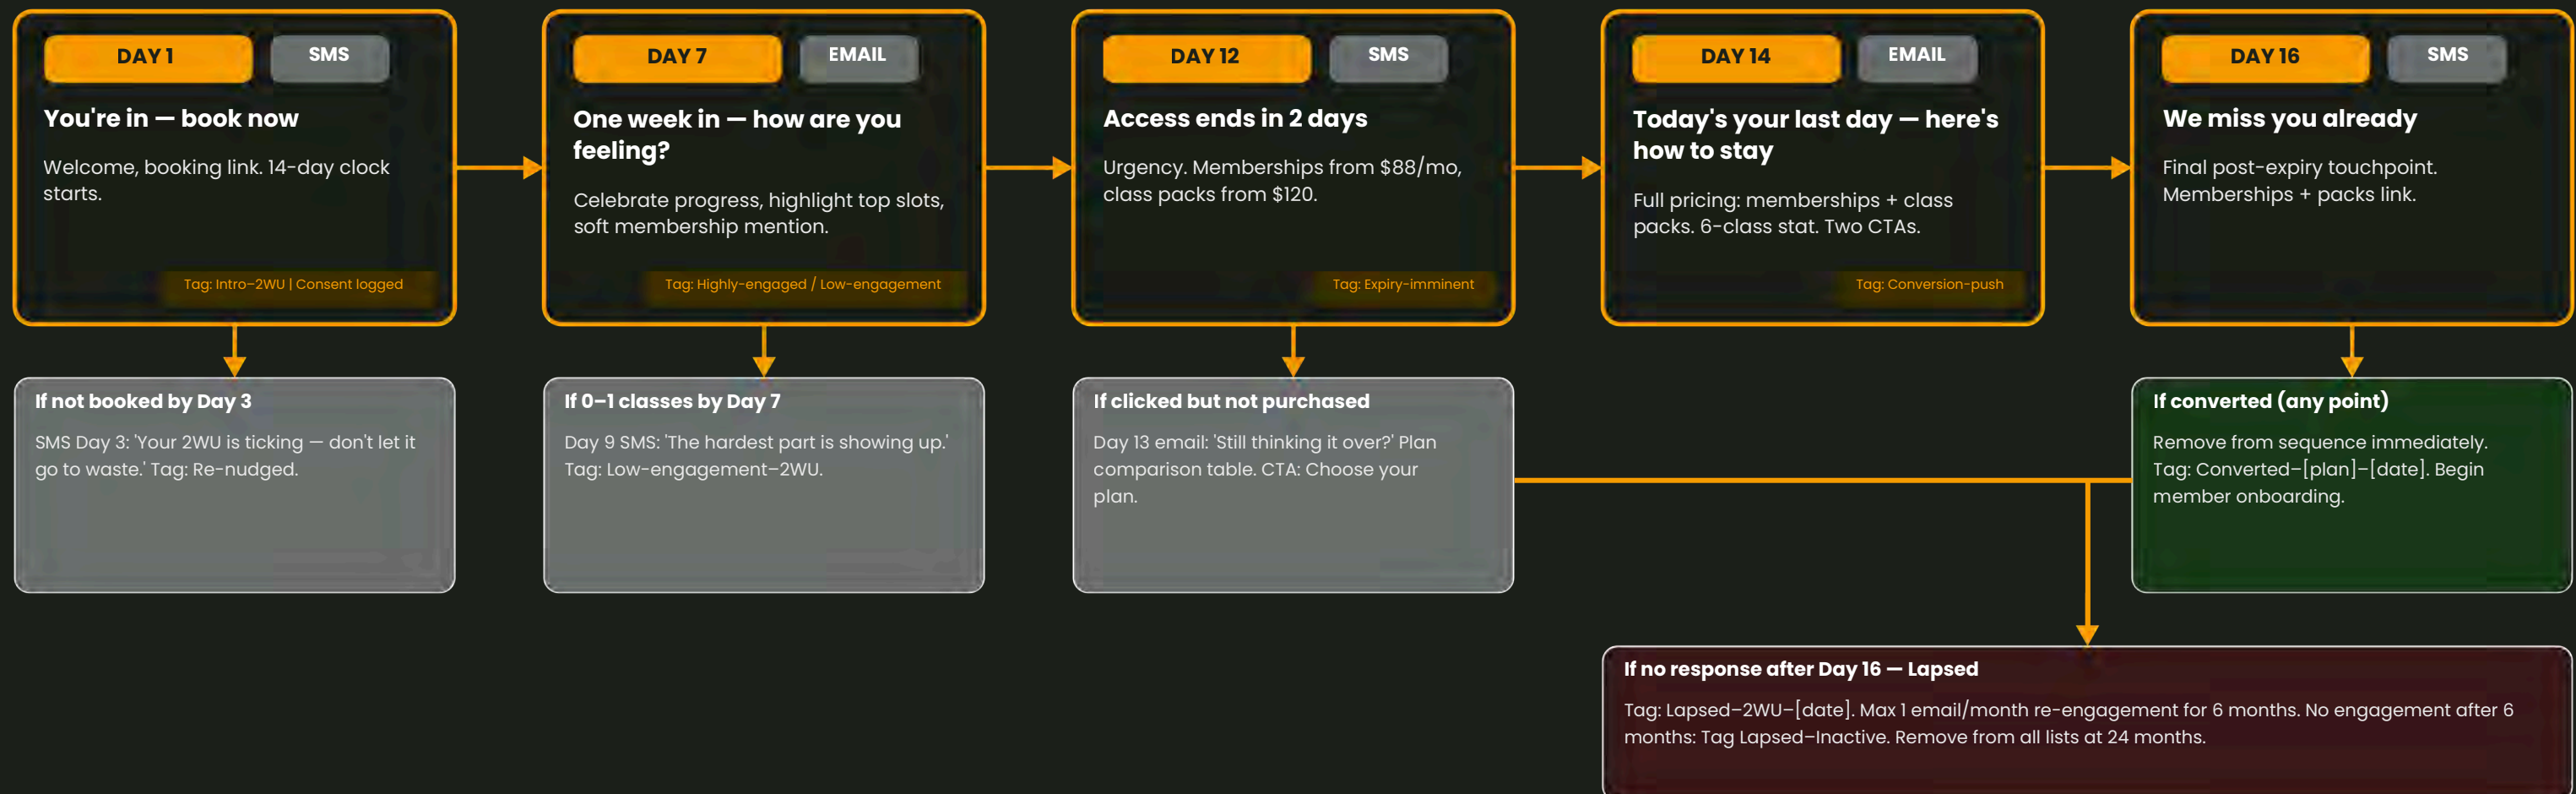 DAY 1
SMS
You're in — book now
Welcome, booking link. 14-day clock
starts.
Tag: Intro-2WU | Consent logged
DAY 7
EMAIL
One week in — how are you
feeling?
Celebrate progress, highlight top slots,
soft membership mention.
Tag: Highly-engaged / Low-engagement
DAY 12
SMS
Access ends in 2 days
Urgency. Memberships from $88/mo,
class packs from $120.
Tag: Expiry-imminent
DAY 14
EMAIL
Today's your last day — here's
how to stay
Full pricing: memberships + class
packs. 6-class stat. Two CTAs.
Tag: Conversion-push
DAY 16
SMS
We miss you already
Final post-expiry touchpoint.
Memberships + packs link.
If not booked by Day 3
SMS Day 3: 'Your 2WU is ticking — don't let it
go to waste.' Tag: Re-nudged.
If 0–1 classes by Day 7
Day 9 SMS: 'The hardest part is showing up.'
Tag: Low-engagement-2WU.
If clicked but not purchased
Day 13 email: 'Still thinking it over?' Plan
comparison table. CTA: Choose your
plan.
If converted (any point)
Remove from sequence immediately.
Tag: Converted-[plan]-[date]. Begin
member onboarding.
If no response after Day 16 — Lapsed
Tag: Lapsed-2WU-[date]. Max 1 email/month re-engagement for 6 months. No engagement after 6
months: Tag Lapsed-Inactive. Remove from all lists at 24 months.